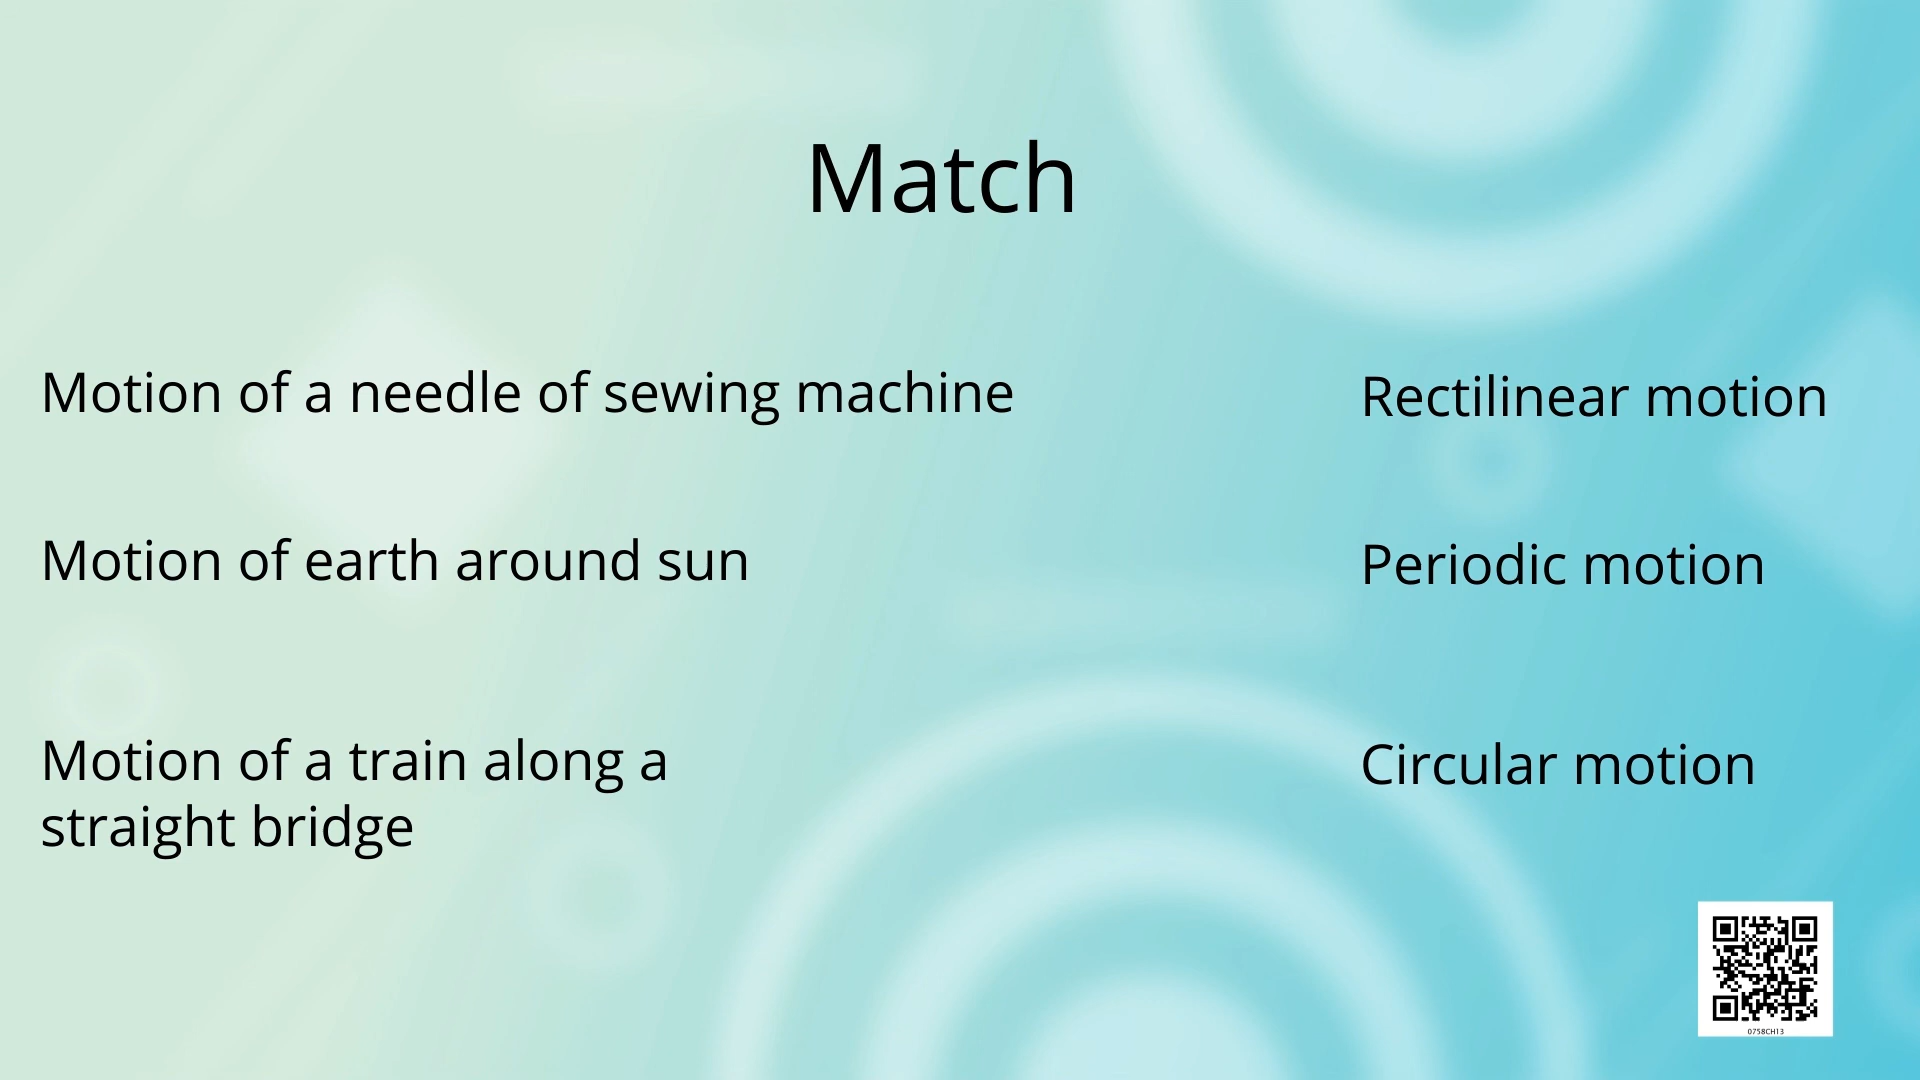 Match
Motion of a needle of sewing machine
Rectilinear motion
Motion of earth around sun
Periodic motion
Motion of a train along a
straight bridge
Circular motion
0758CH13